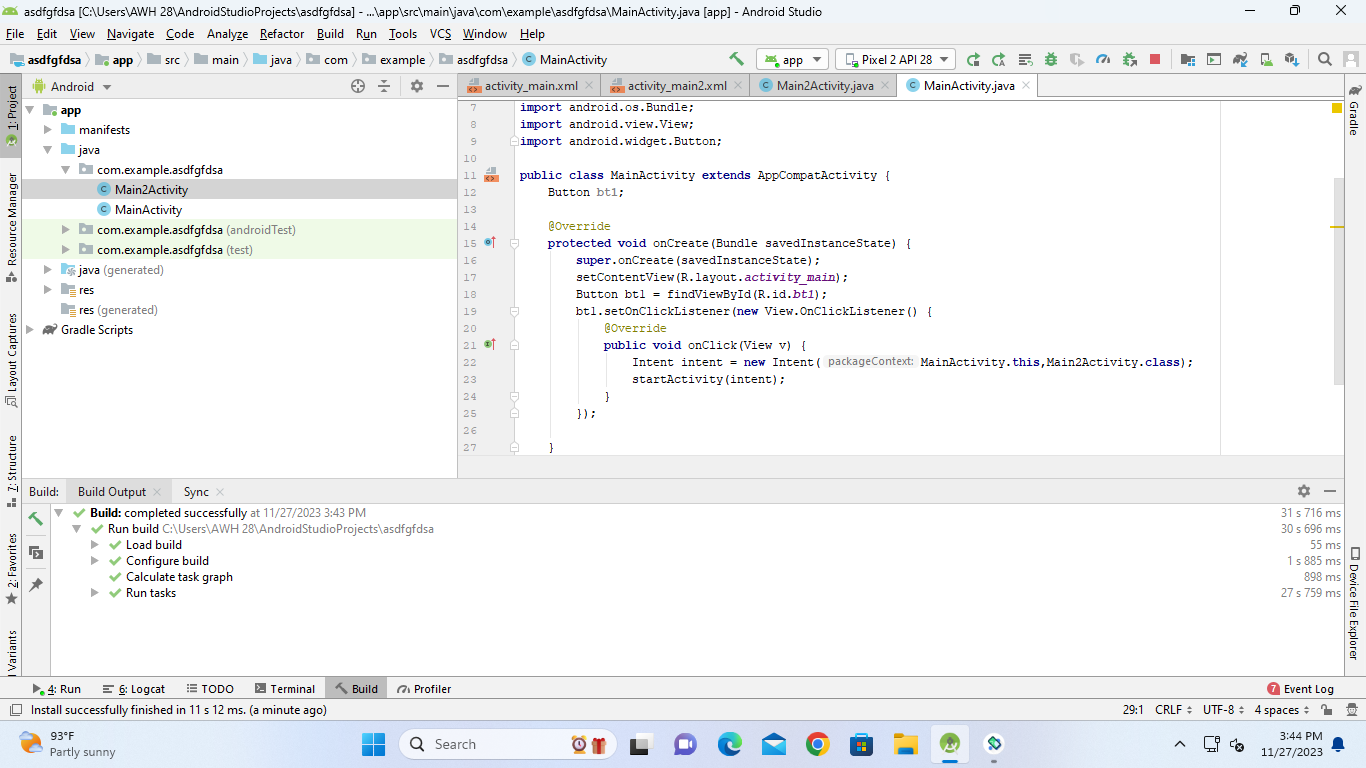 asdfgfdsa [C:\Users\AWH 28\AndroidStudioProjects\asdfgfdsa] - ...\app\src\main\java\com\example\asdfgfdsa\MainActivity.java [app] - Android Studio
File Edit View Navigate Code Analyze Refactor Build Run Tools VCS Window Help
asdfgfdsa app src main java com example asdfgfdsa MainActivity app Pixel 2 API 28
Android
activity_main.xml activity_main2.xml Main2Activity.java MainActivity.java
1: Project
Resource Manager
Layout Captures
7: Structure
2: Favorites
Variants
app
manifests
java
com.example.asdfgfdsa
Main2Activity
MainActivity
com.example.asdfgfdsa (androidTest)
com.example.asdfgfdsa (test)
java (generated)
res
res (generated)
Gradle Scripts
7 import android.os.Bundle;
8 import android.view.View;
9 import android.widget.Button;
10
11 public class MainActivity extends AppCompatActivity {
12 Button bt1;
13
14 @Override
15 protected void onCreate(Bundle savedInstanceState) {
16 super.onCreate(savedInstanceState);
17 setContentView(R.layout.activity_main);
18 Button bt1 = findViewById(R.id.bt1);
19 bt1.setOnClickListener(new View.OnClickListener() {
20 @Override
21 public void onClick(View v) {
22 Intent intent = new Intent( packageContext: MainActivity.this,Main2Activity.class);
23 startActivity(intent);
24 }
25 });
26
27 }
Gradle
Device File Explorer
Build: Build Output Sync
Build: completed successfully at 11/27/2023 3:43 PM 31 s 716 ms
Run build C:\Users\AWH 28\AndroidStudioProjects\asdfgfdsa 30 s 696 ms
Load build 55 ms
Configure build 1 s 885 ms
Calculate task graph 898 ms
Run tasks 27 s 759 ms
4: Run 6: Logcat TODO Terminal Build Profiler 7 Event Log
Install successfully finished in 11 s 12 ms. (a minute ago) 29:1 CRLF UTF-8 4 spaces
93°F
Partly sunny
Search
3:44 PM
11/27/2023